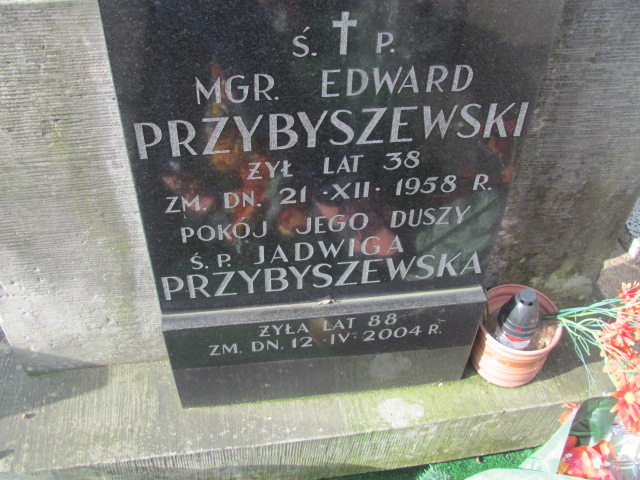 Ś. P.
MGR. EDWARD
PRZYBYSZEWSKI
ŻYŁ LAT 38
ZM. DN. 21 ·XII· 1958 R.
POKÓJ JEGO DUSZY
Ś.P. JADWIGA
PRZYBYSZEWSKA
ŻYŁA LAT 88
ZM. DN. 12 ·IV· 2004 R.